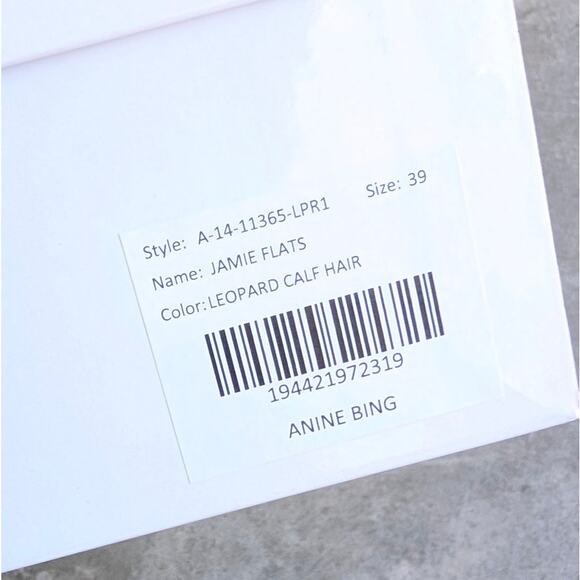 Style: A-14-11365-LPR1 Size: 39
Name: JAMIE FLATS
Color:LEOPARD CALF HAIR
194421972319
ANINE BING